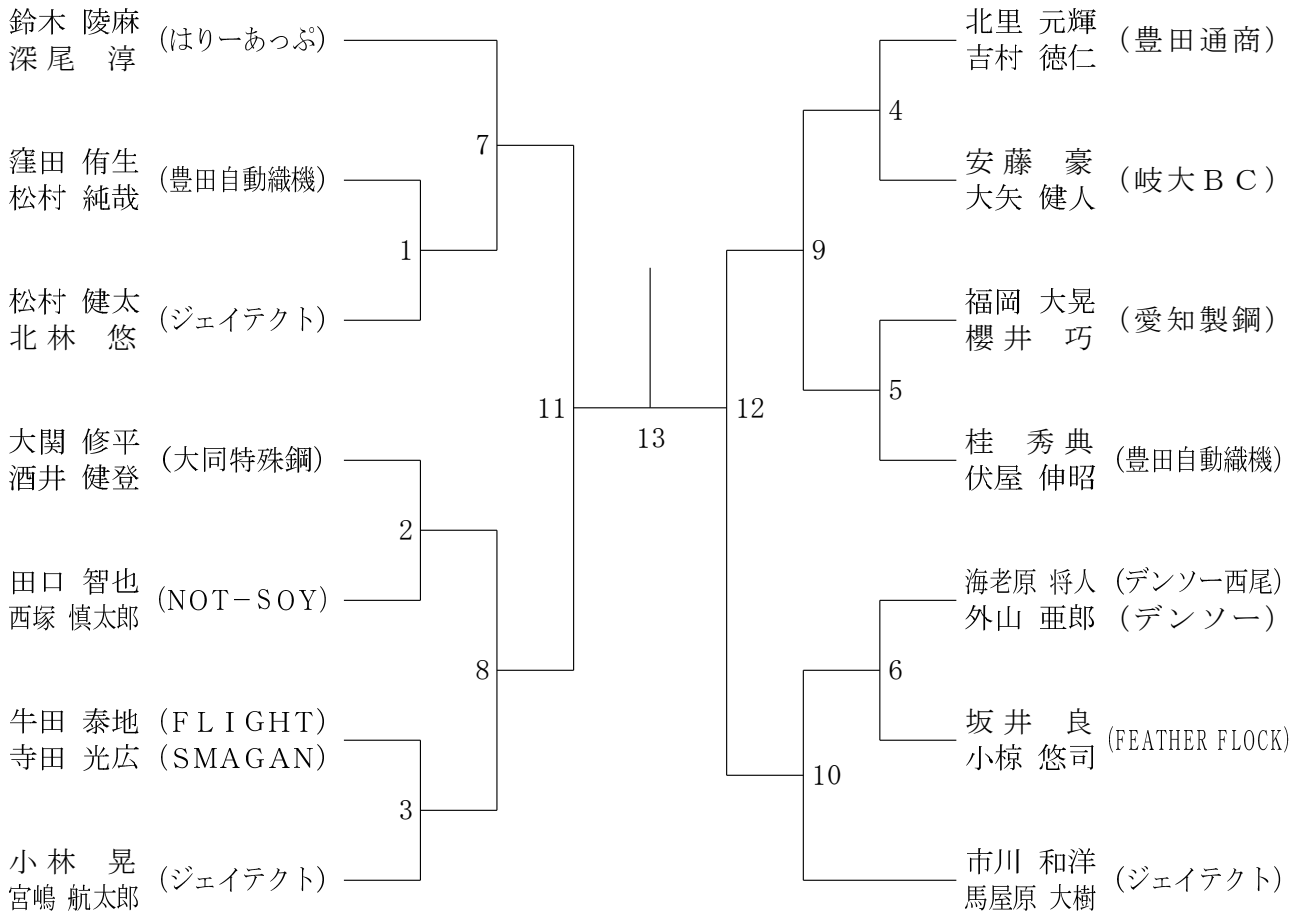 鈴木 陵麻 (はりーあっぷ)
深尾 淳
窪田 侑生 (豊田自動織機)
松村 純哉
松村 健太 (ジェイテクト)
北林 悠
大関 修平 (大同特殊鋼)
酒井 健登
田口 智也 (NOT－SOY)
西塚 慎太郎
牛田 泰地 (ＦＬＩＧＨＴ)
寺田 光広 (ＳＭＡＧＡＮ)
小林 晃 (ジェイテクト)
宮嶋 航太郎
7
1
2
8
3
11
13
12
9
4
5
6
10
北里 元輝 (豊田通商)
吉村 徳仁
安藤 豪 (岐大ＢＣ)
大矢 健人
福岡 大晃 (愛知製鋼)
櫻井 巧
桂 秀典 (豊田自動織機)
伏屋 伸昭
海老原 将人 (デンソー西尾)
外山 亜郎 (デンソー)
坂井 良 (FEATHER FLOCK)
小椋 悠司
市川 和洋 (ジェイテクト)
馬屋原 大樹